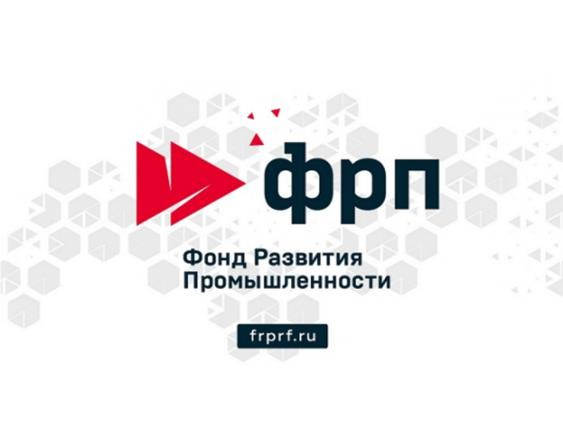 фрп
Фонд Развития
Промышленности
frprf.ru